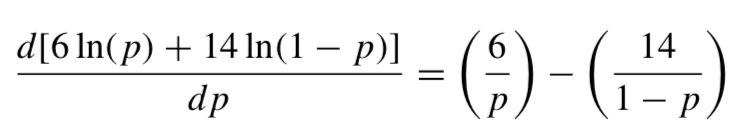 d[6 ln(p) + 14 ln(1 − p)] / dp = (6/p) − (14/(1 − p))